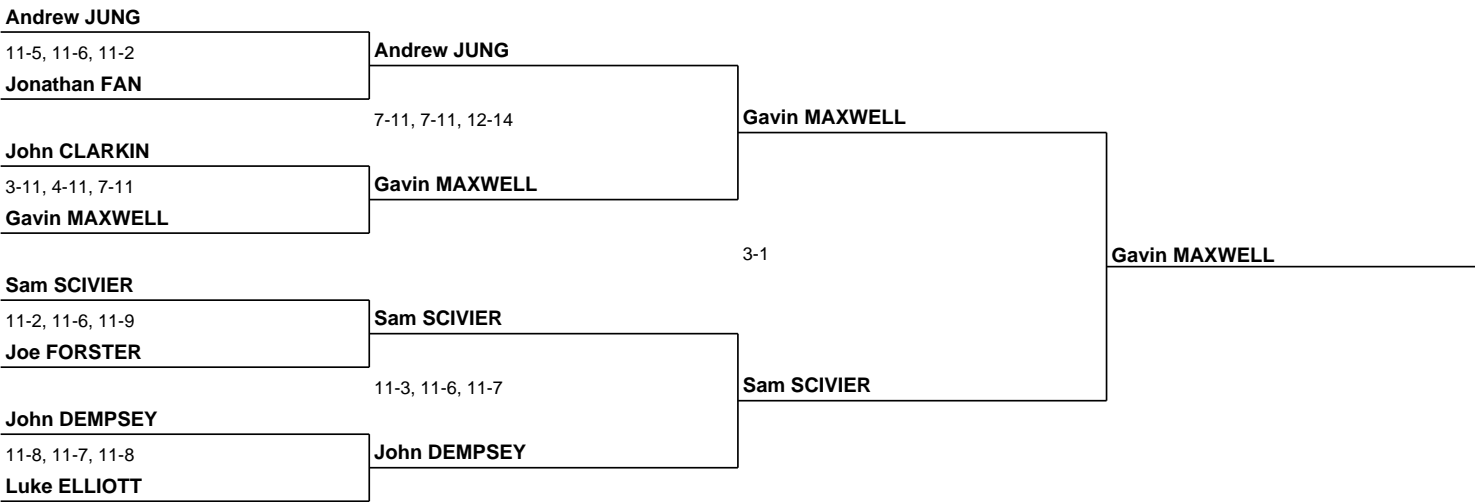 Andrew JUNG
11-5, 11-6, 11-2
Jonathan FAN
Andrew JUNG
7-11, 7-11, 12-14
John CLARKIN
3-11, 4-11, 7-11
Gavin MAXWELL
Gavin MAXWELL
Gavin MAXWELL
3-1
Gavin MAXWELL
Sam SCIVIER
11-2, 11-6, 11-9
Joe FORSTER
Sam SCIVIER
11-3, 11-6, 11-7
Sam SCIVIER
John DEMPSEY
11-8, 11-7, 11-8
Luke ELLIOTT
John DEMPSEY